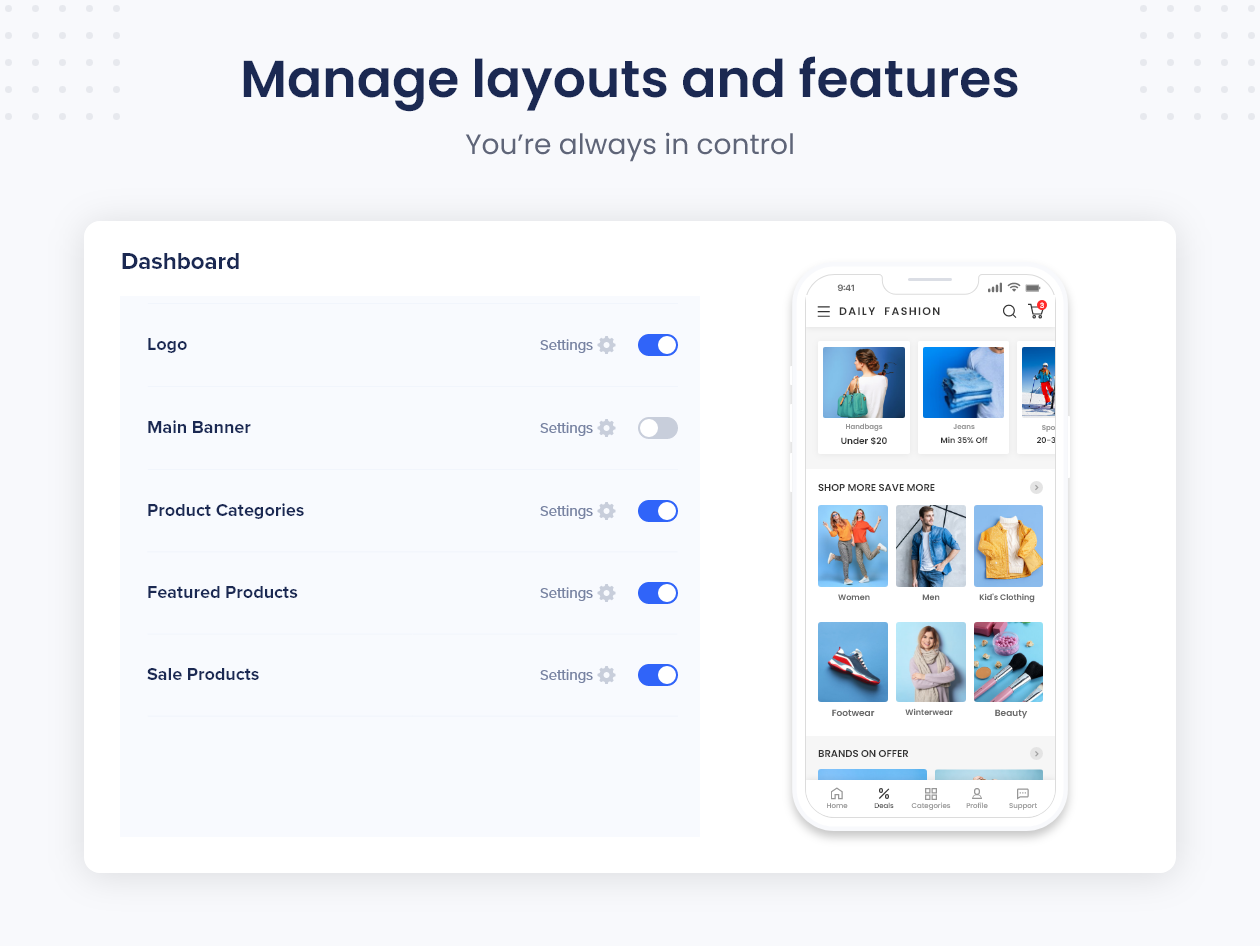 Manage layouts and features
You’re always in control
Dashboard
Logo Settings
Main Banner Settings
Product Categories Settings
Featured Products Settings
Sale Products Settings
9:41
DAILY FASHION 3
Handbags Jeans Spo
Under $20 Min 35% Off 20-3
SHOP MORE SAVE MORE
Women Men Kid's Clothing
Footwear Winterwear Beauty
BRANDS ON OFFER
Home Deals Categories Profile Support